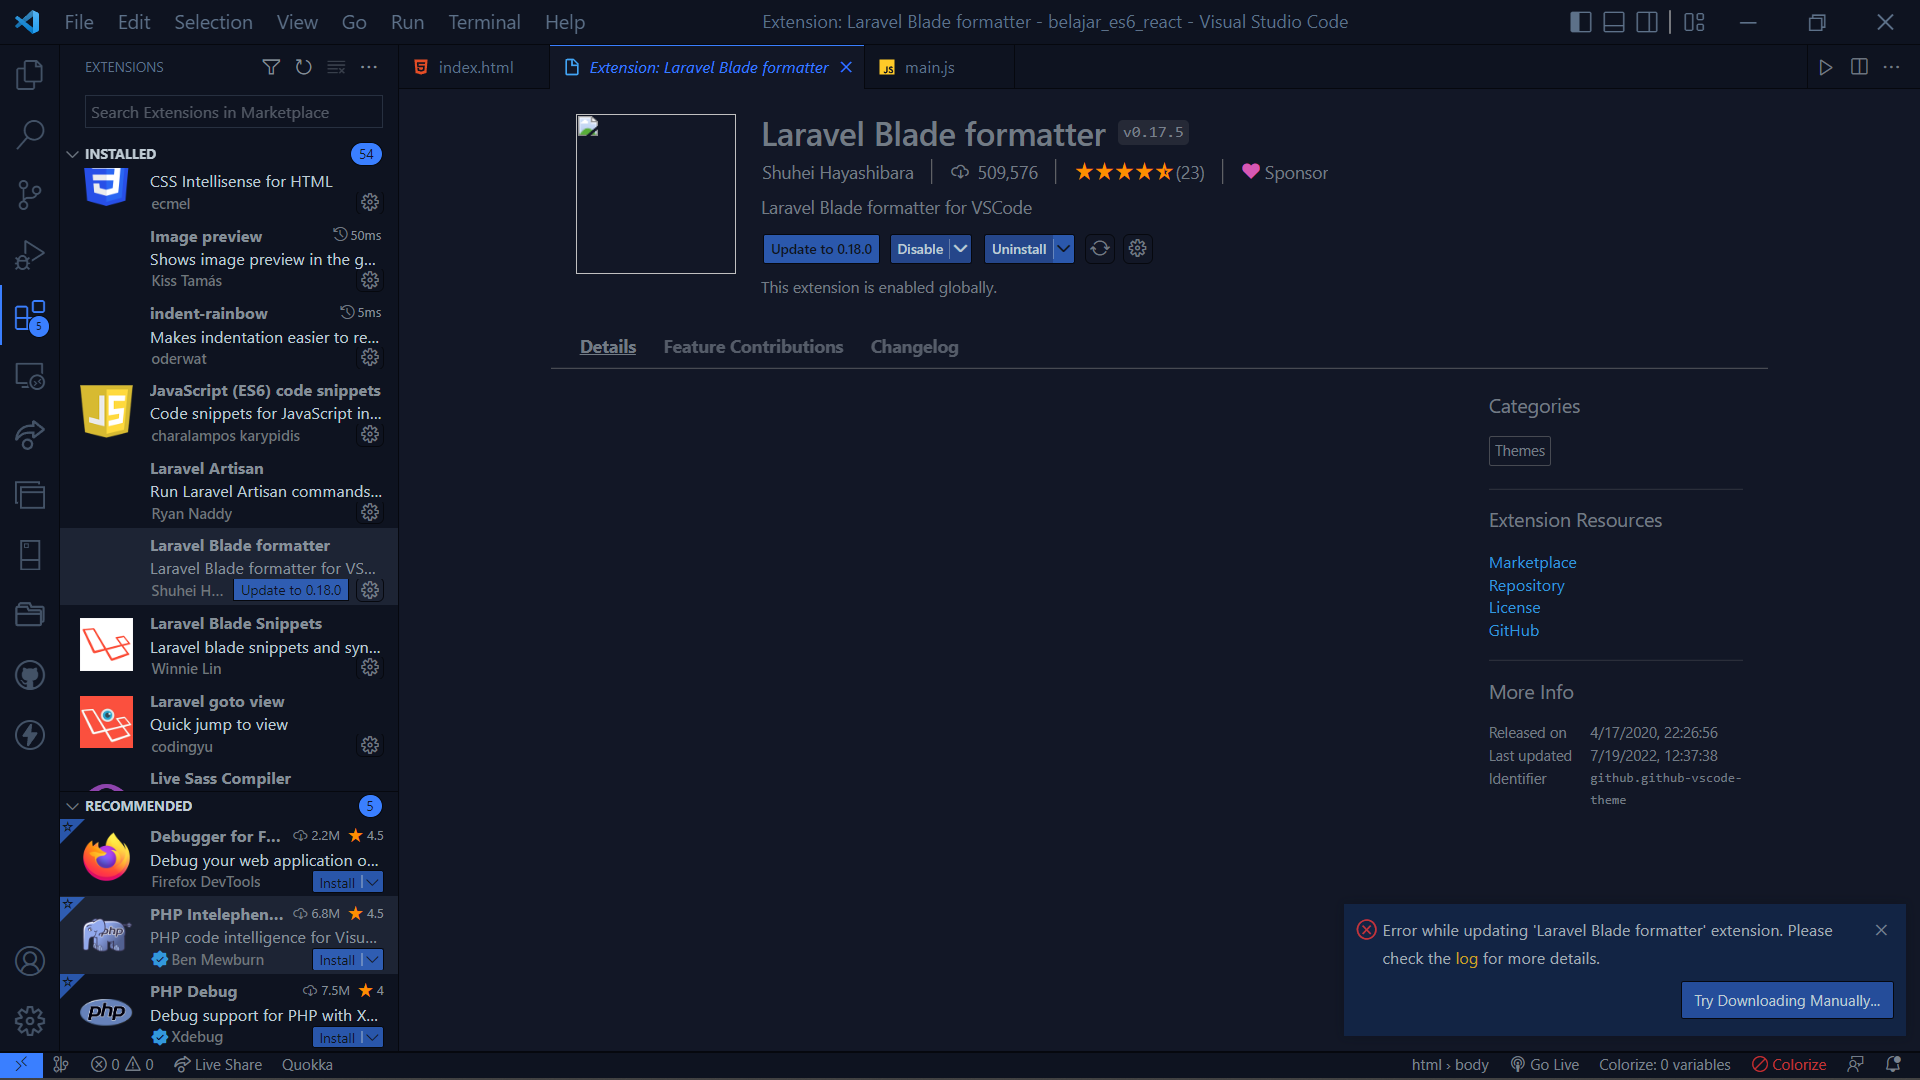 File Edit Selection View Go Run Terminal Help
Extension: Laravel Blade formatter - belajar_es6_react - Visual Studio Code
EXTENSIONS
Search Extensions in Marketplace
INSTALLED 54
CSS Intellisense for HTML
ecmel
Image preview 50ms
Shows image preview in the g...
Kiss Tamás
indent-rainbow 5ms
Makes indentation easier to re...
oderwat
JavaScript (ES6) code snippets
Code snippets for JavaScript in...
charalampos karypidis
Laravel Artisan
Run Laravel Artisan commands...
Ryan Naddy
Laravel Blade formatter
Laravel Blade formatter for VS...
Shuhei H... Update to 0.18.0
Laravel Blade Snippets
Laravel blade snippets and syn...
Winnie Lin
Laravel goto view
Quick jump to view
codingyu
Live Sass Compiler
5
RECOMMENDED 5
Debugger for F... 2.2M 4.5
Debug your web application o...
Firefox DevTools Install
PHP Intelephen... 6.8M 4.5
PHP code intelligence for Visu...
Ben Mewburn Install
PHP Debug 7.5M 4
Debug support for PHP with X...
Xdebug Install
index.html
Extension: Laravel Blade formatter
JS main.js
Laravel Blade formatter v0.17.5
Shuhei Hayashibara 509,576 (23) Sponsor
Laravel Blade formatter for VSCode
Update to 0.18.0 Disable Uninstall
This extension is enabled globally.
Details Feature Contributions Changelog
Categories
Themes
Extension Resources
Marketplace
Repository
License
GitHub
More Info
Released on 4/17/2020, 22:26:56
Last updated 7/19/2022, 12:37:38
Identifier github.github-vscode-
theme
Error while updating 'Laravel Blade formatter' extension. Please
check the log for more details.
Try Downloading Manually...
0 0 Live Share Quokka
html › body Go Live Colorize: 0 variables Colorize